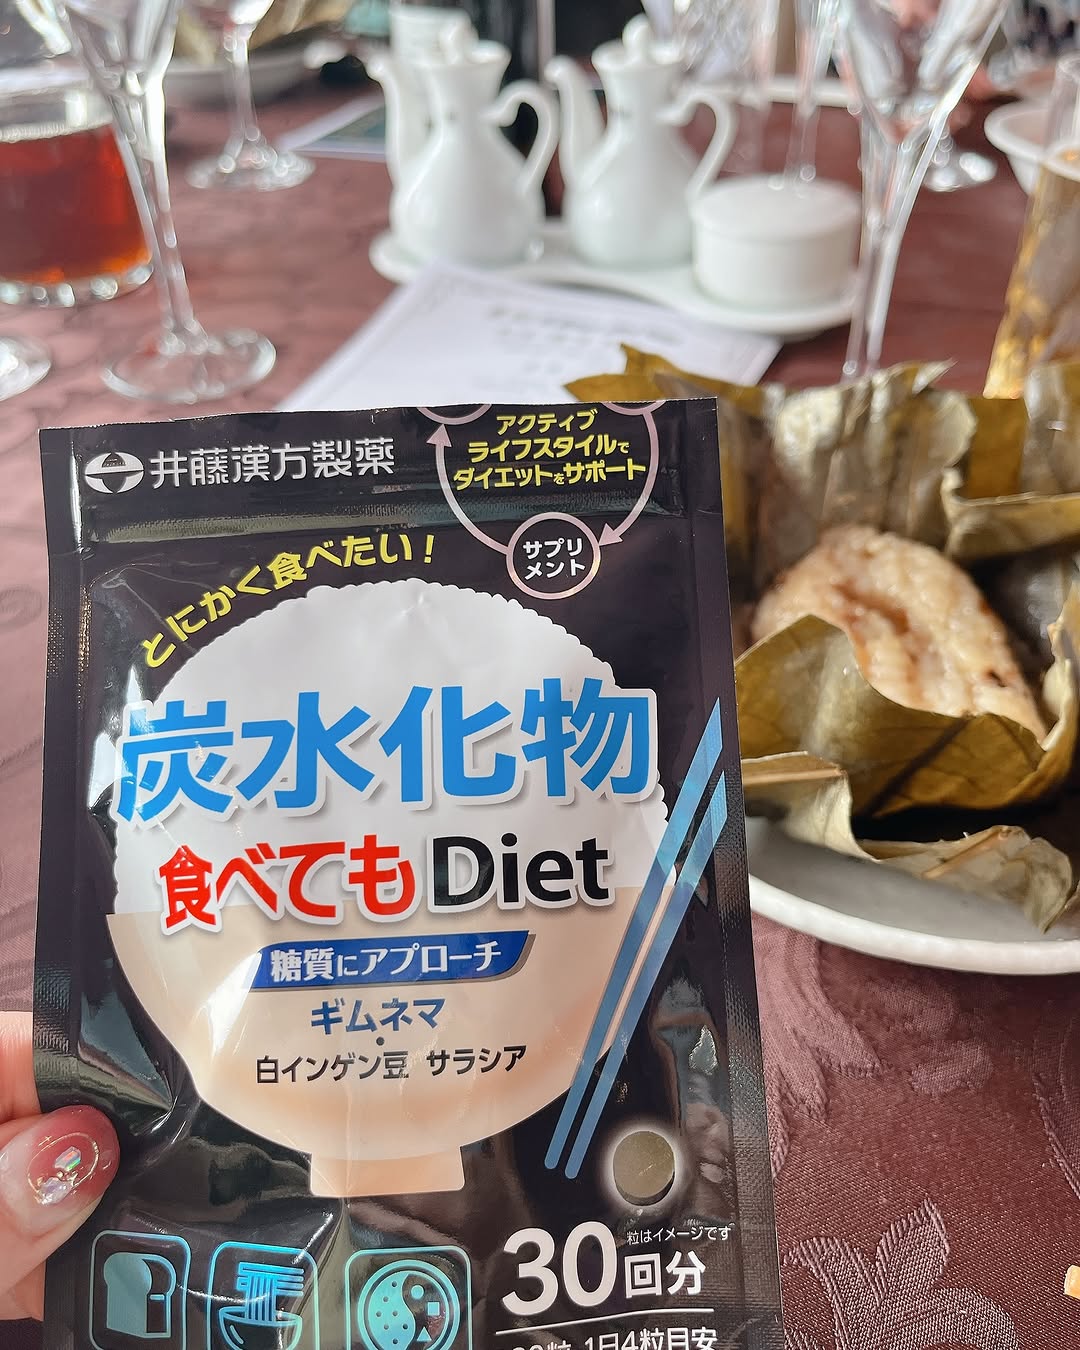 井藤漢方製薬
アクティブ
ライフスタイルで
ダイエットをサポート
サプリ
メント
とにかく食べたい!
炭水化物
食べてもDiet
糖質にアプローチ
ギムネマ
・
白インゲン豆 サラシア
粒はイメージです
30回分
1日4粒目安